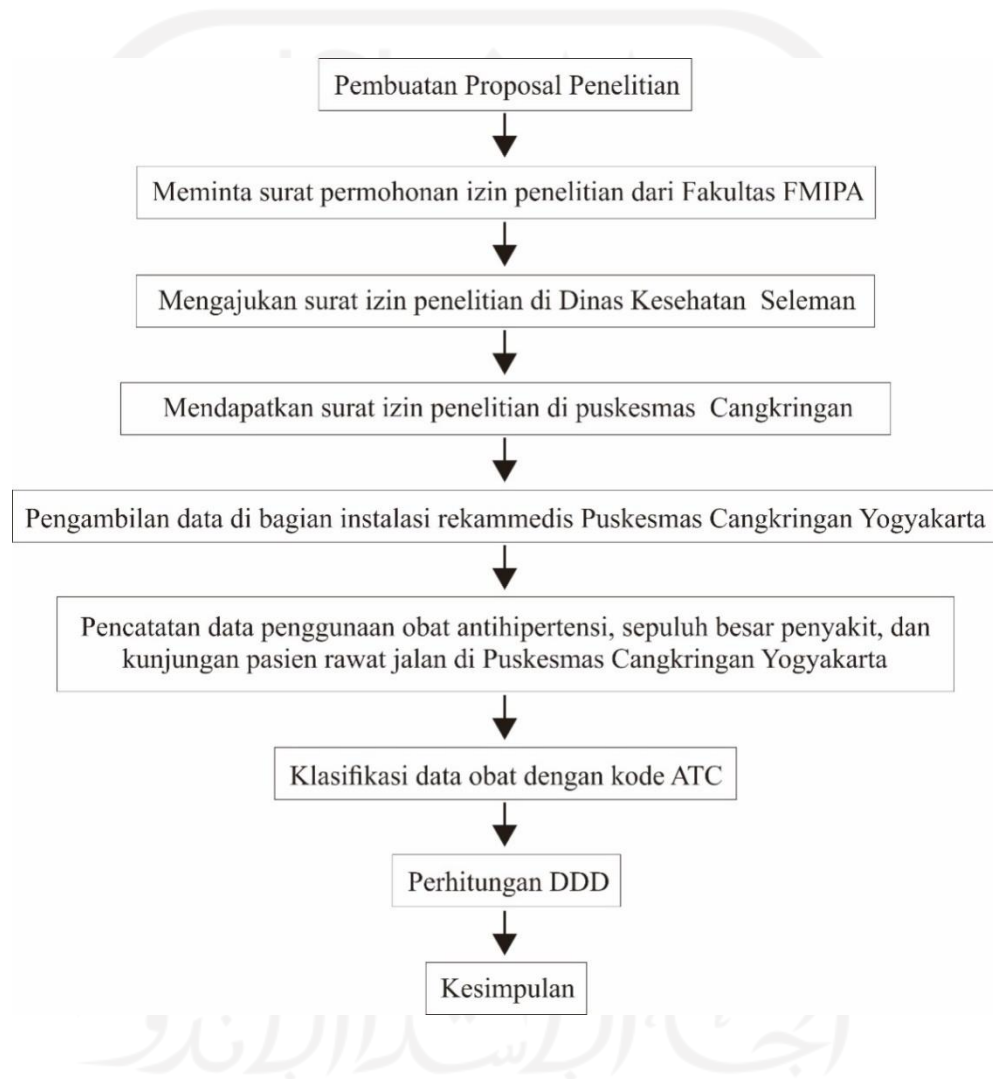 Pembuatan Proposal Penelitian
Meminta surat permohonan izin penelitian dari Fakultas FMIPA
Mengajukan surat izin penelitian di Dinas Kesehatan Seleman
Mendapatkan surat izin penelitian di puskesmas Cangkringan
Pengambilan data di bagian instalasi rekammedis Puskesmas Cangkringan Yogyakarta
Pencatatan data penggunaan obat antihipertensi, sepuluh besar penyakit, dan
kunjungan pasien rawat jalan di Puskesmas Cangkringan Yogyakarta
Klasifikasi data obat dengan kode ATC
Perhitungan DDD
Kesimpulan